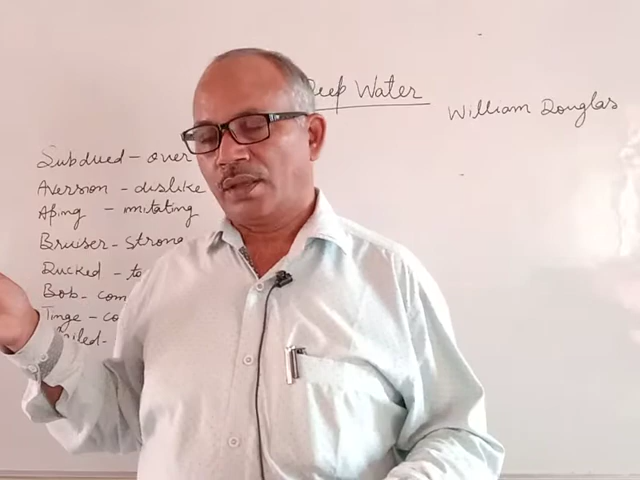 Deep Water
William Douglas
Subdued - over
Aversion - dislike
Aping - imitating
Bruiser - Strong
Ducked - to
Bob - com
Tinge - co